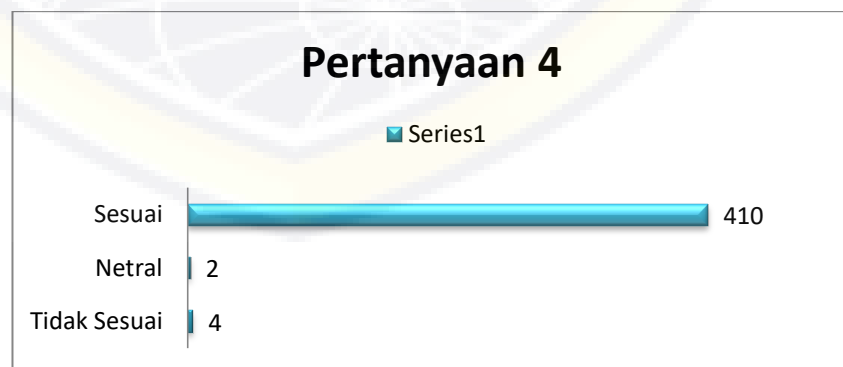 Pertanyaan 4
Series1
Sesuai 410
Netral 2
Tidak Sesuai 4